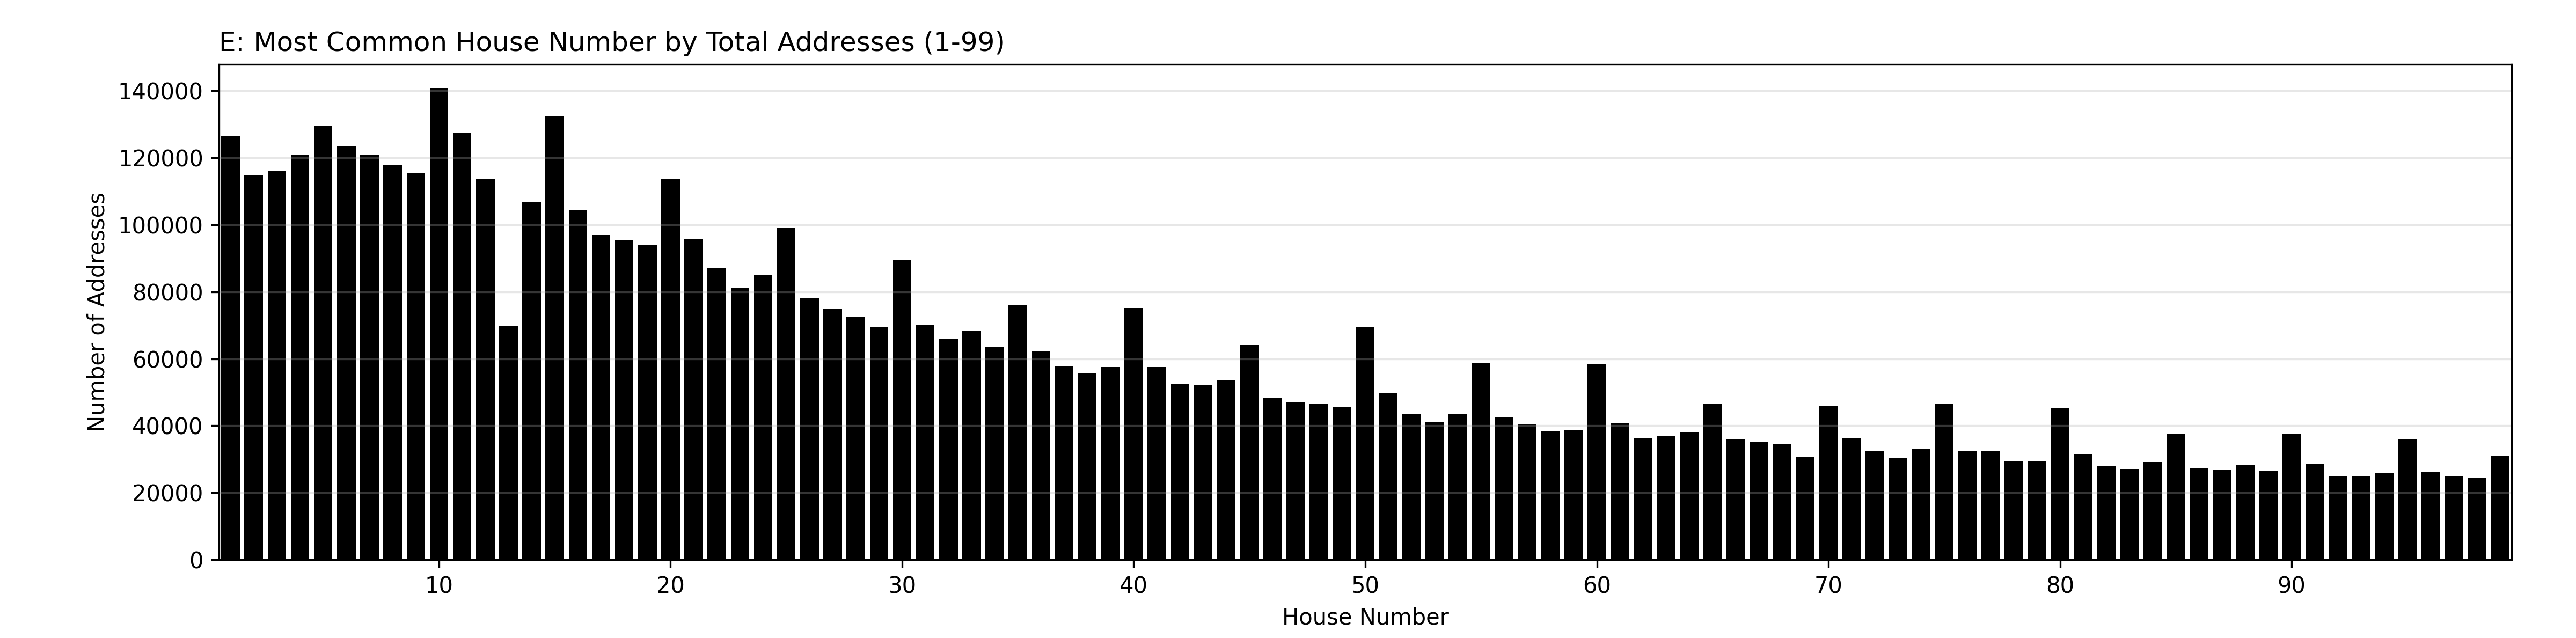 E: Most Common House Number by Total Addresses (1-99)
Number of Addresses
140000
120000
100000
80000
60000
40000
20000
0
10 20 30 40 50 60 70 80 90
House Number